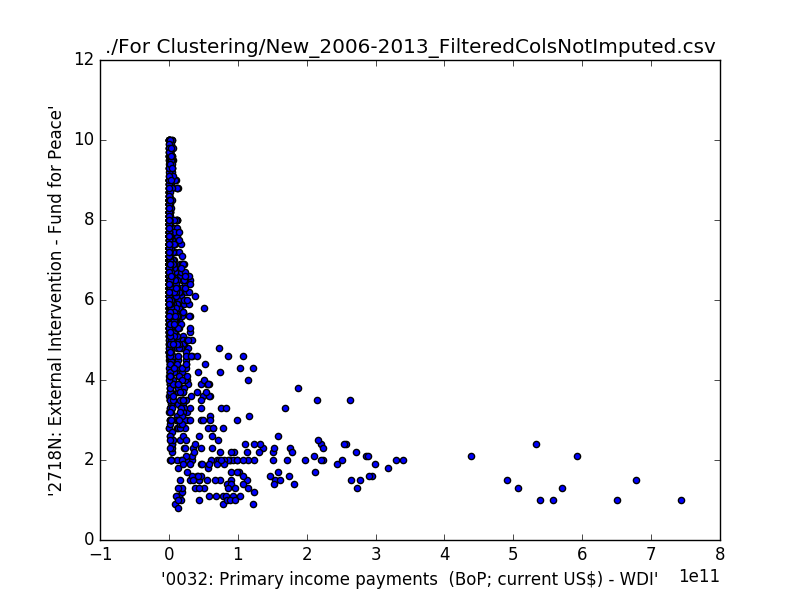 ./For Clustering/New_2006-2013_FilteredColsNotImputed.csv
12
10
8
6
4
2
0
'2718N: External Intervention - Fund for Peace'
−1 0 1 2 3 4 5 6 7 8
1e11
'0032: Primary income payments  (BoP; current US$) - WDI'